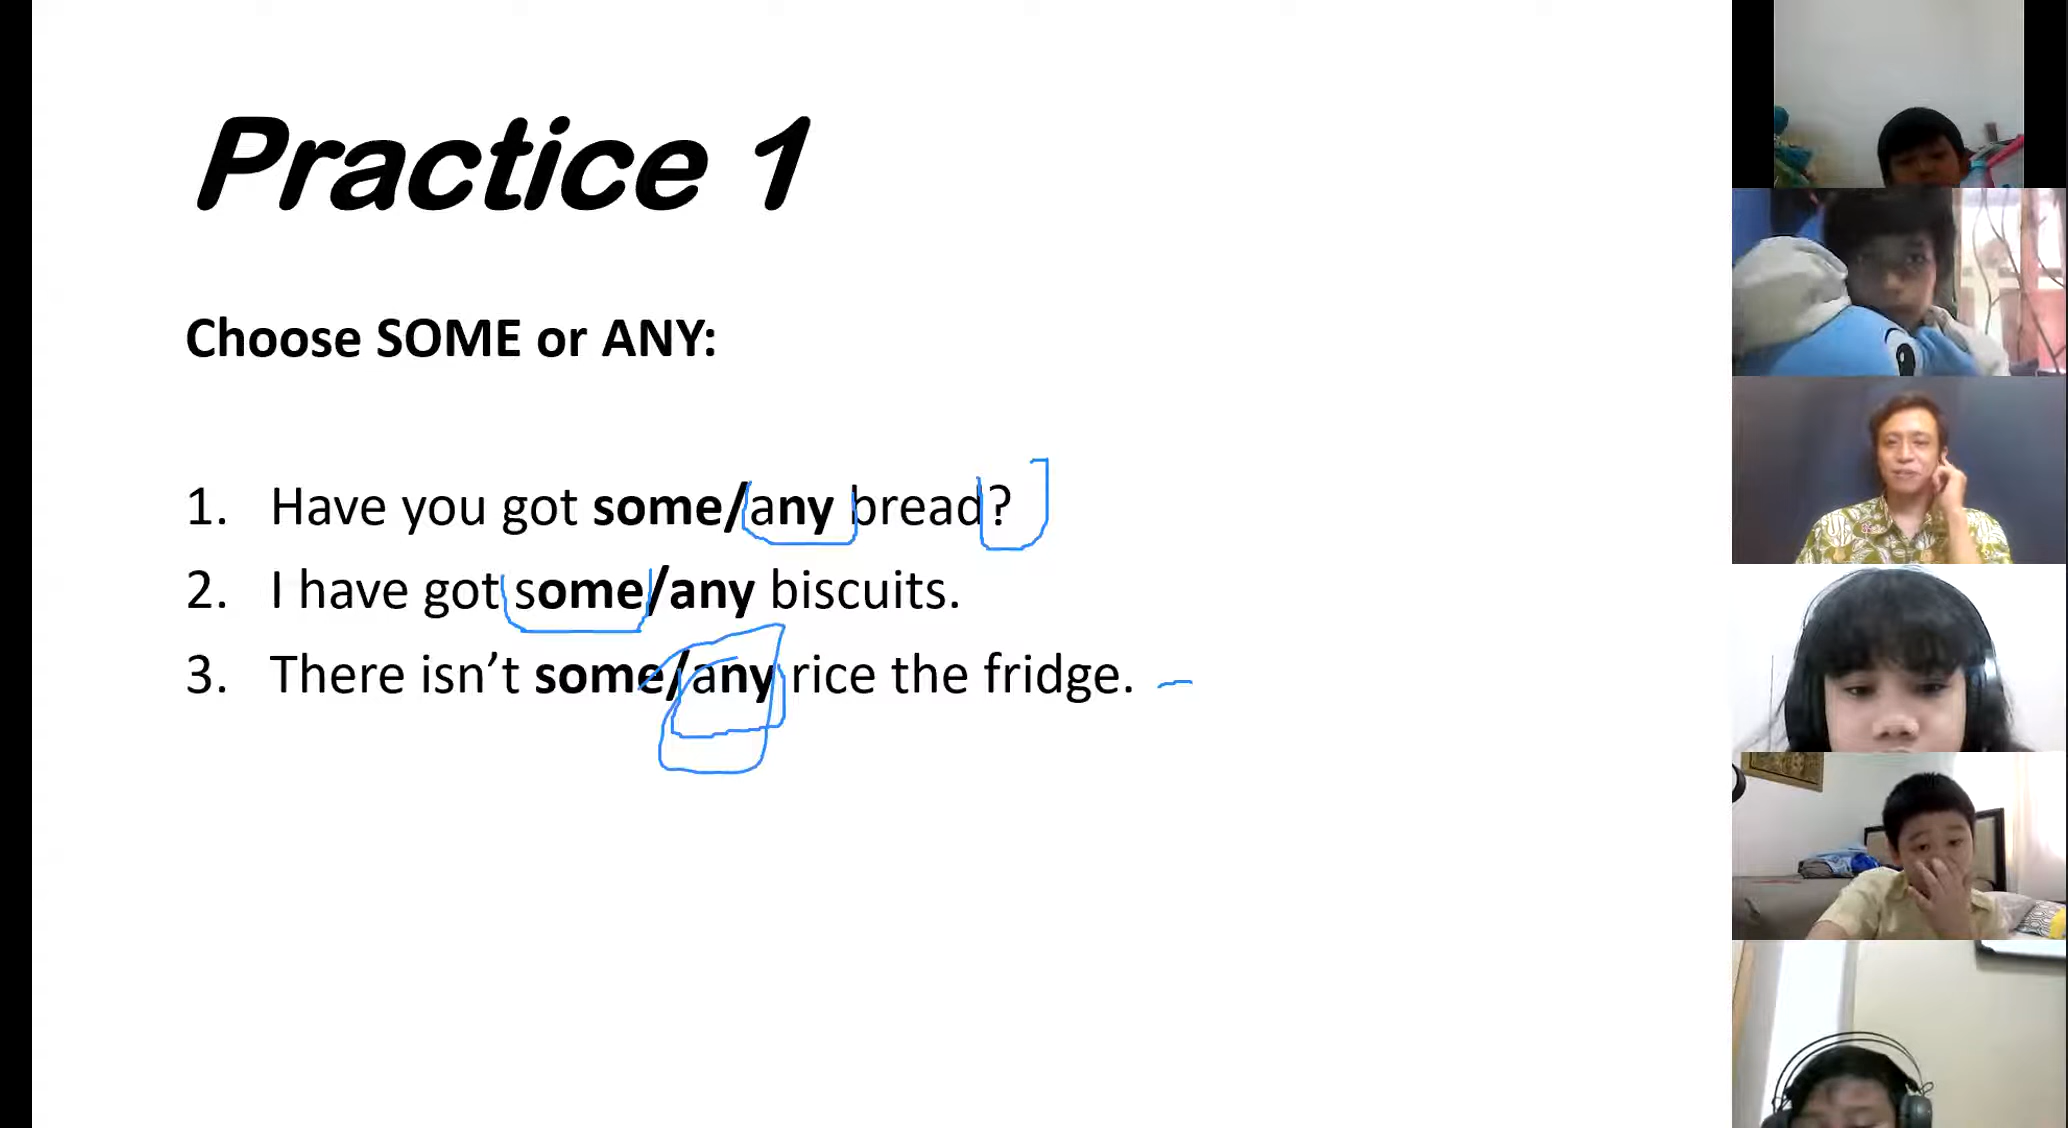 Practice 1
Choose SOME or ANY:
1. Have you got some/any bread?
2. I have got some/any biscuits.
3. There isn’t some/any rice the fridge.